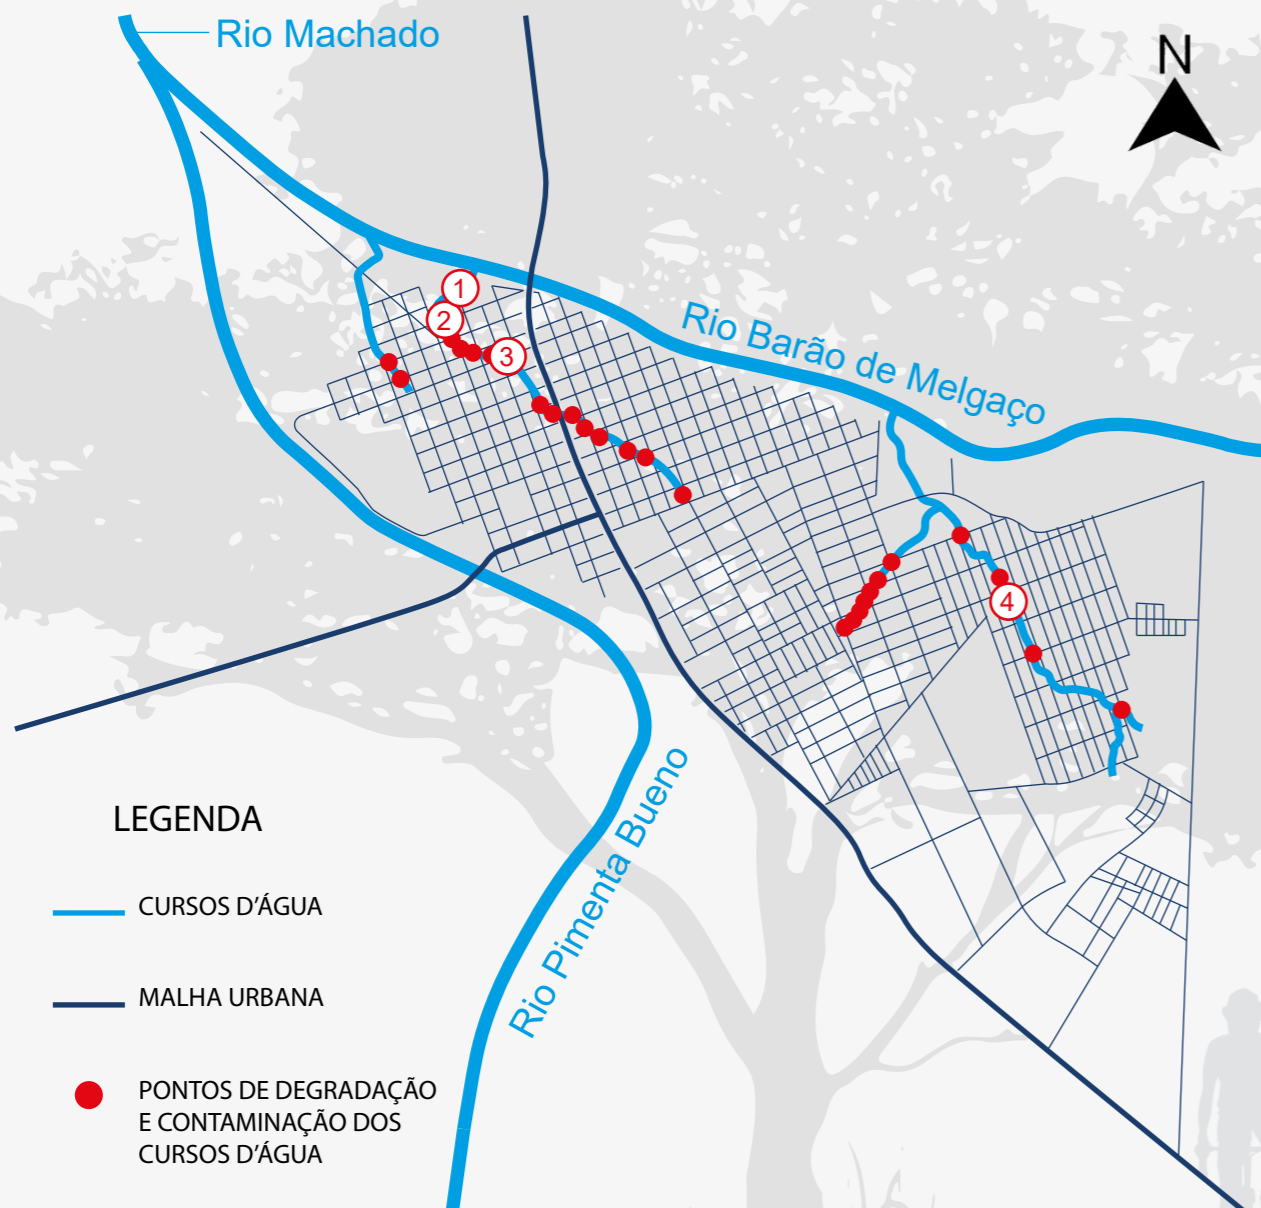 Rio Machado
N
1
2
3
Rio Barão de Melgaço
4
Rio Pimenta Bueno
LEGENDA
CURSOS D'ÁGUA
MALHA URBANA
PONTOS DE DEGRADAÇÃO
E CONTAMINAÇÃO DOS
CURSOS D'ÁGUA